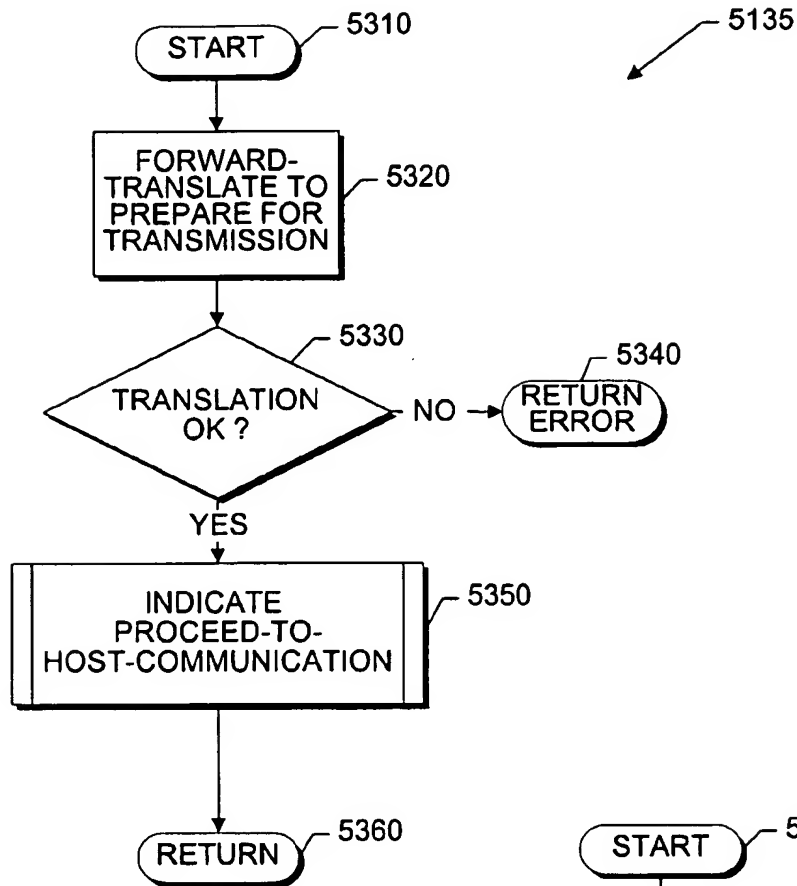 START
5310
5135
FORWARD-
TRANSLATE TO
PREPARE FOR
TRANSMISSION
5320
5330
TRANSLATION
OK ?
NO
5340
RETURN
ERROR
YES
INDICATE
PROCEED-TO-
HOST-COMMUNICATION
5350
RETURN
5360
START